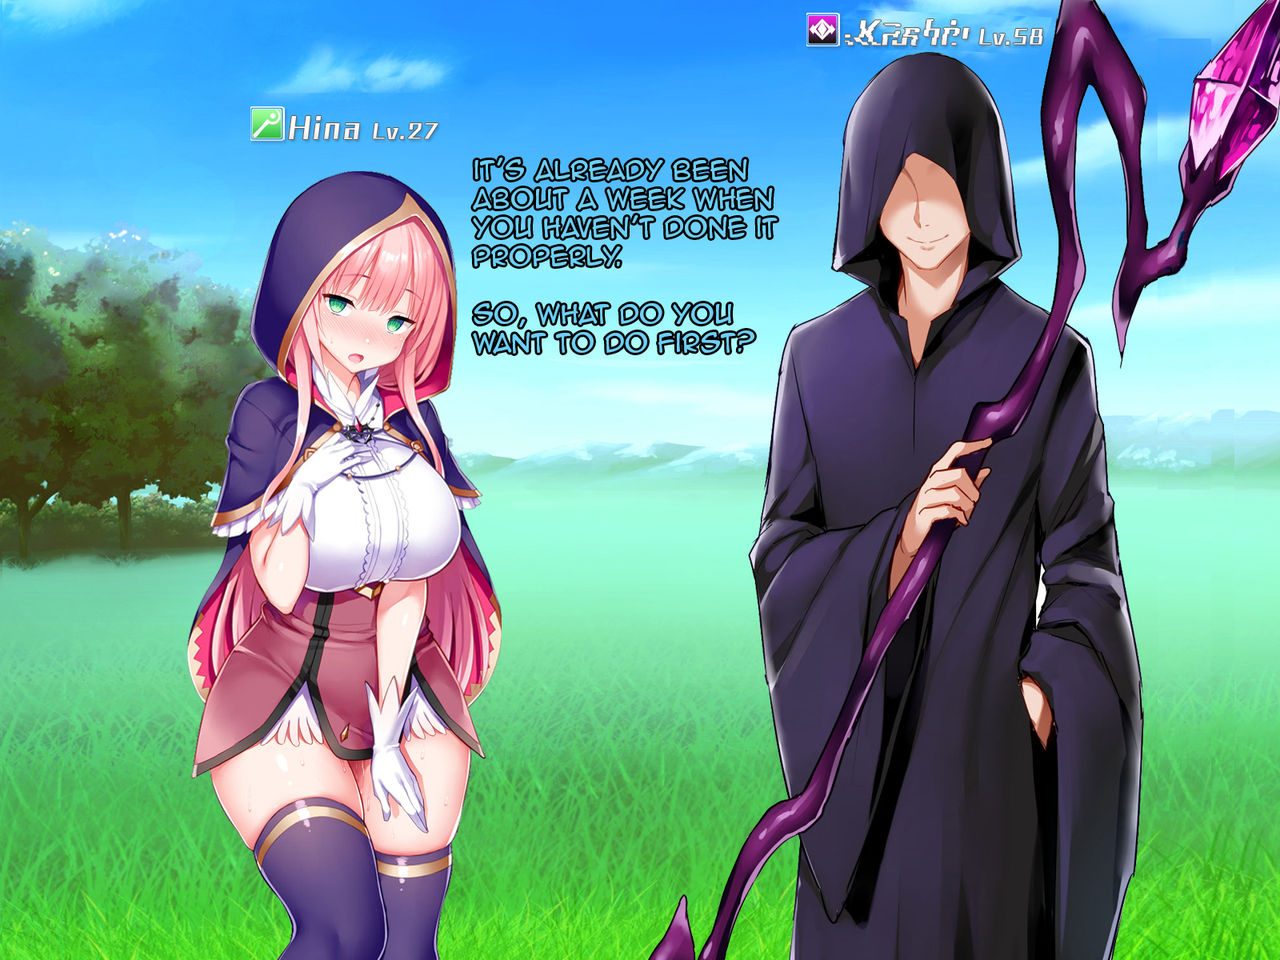 Lv.58
Hina Lv.27
IT'S ALREADY BEEN
ABOUT A WEEK WHEN
YOU HAVEN'T DONE IT
PROPERLY.
SO, WHAT DO YOU
WANT TO DO FIRST?